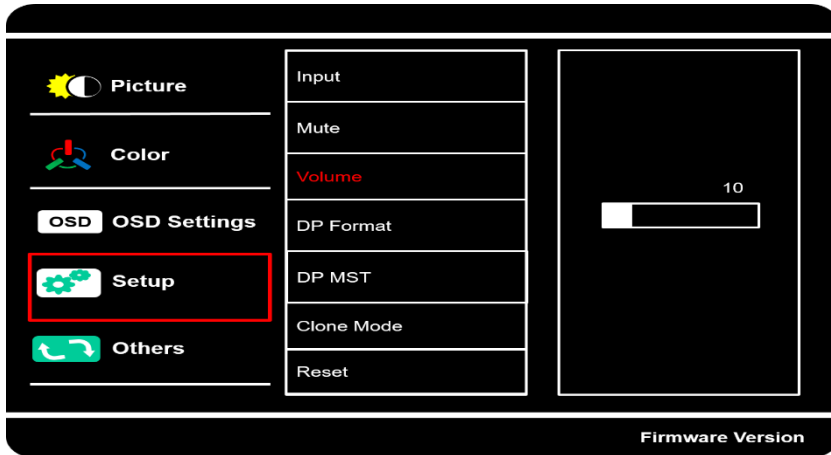 Picture
Color
OSD OSD Settings
Setup
Others
Input
Mute
Volume
DP Format
DP MST
Clone Mode
Reset
10
Firmware Version